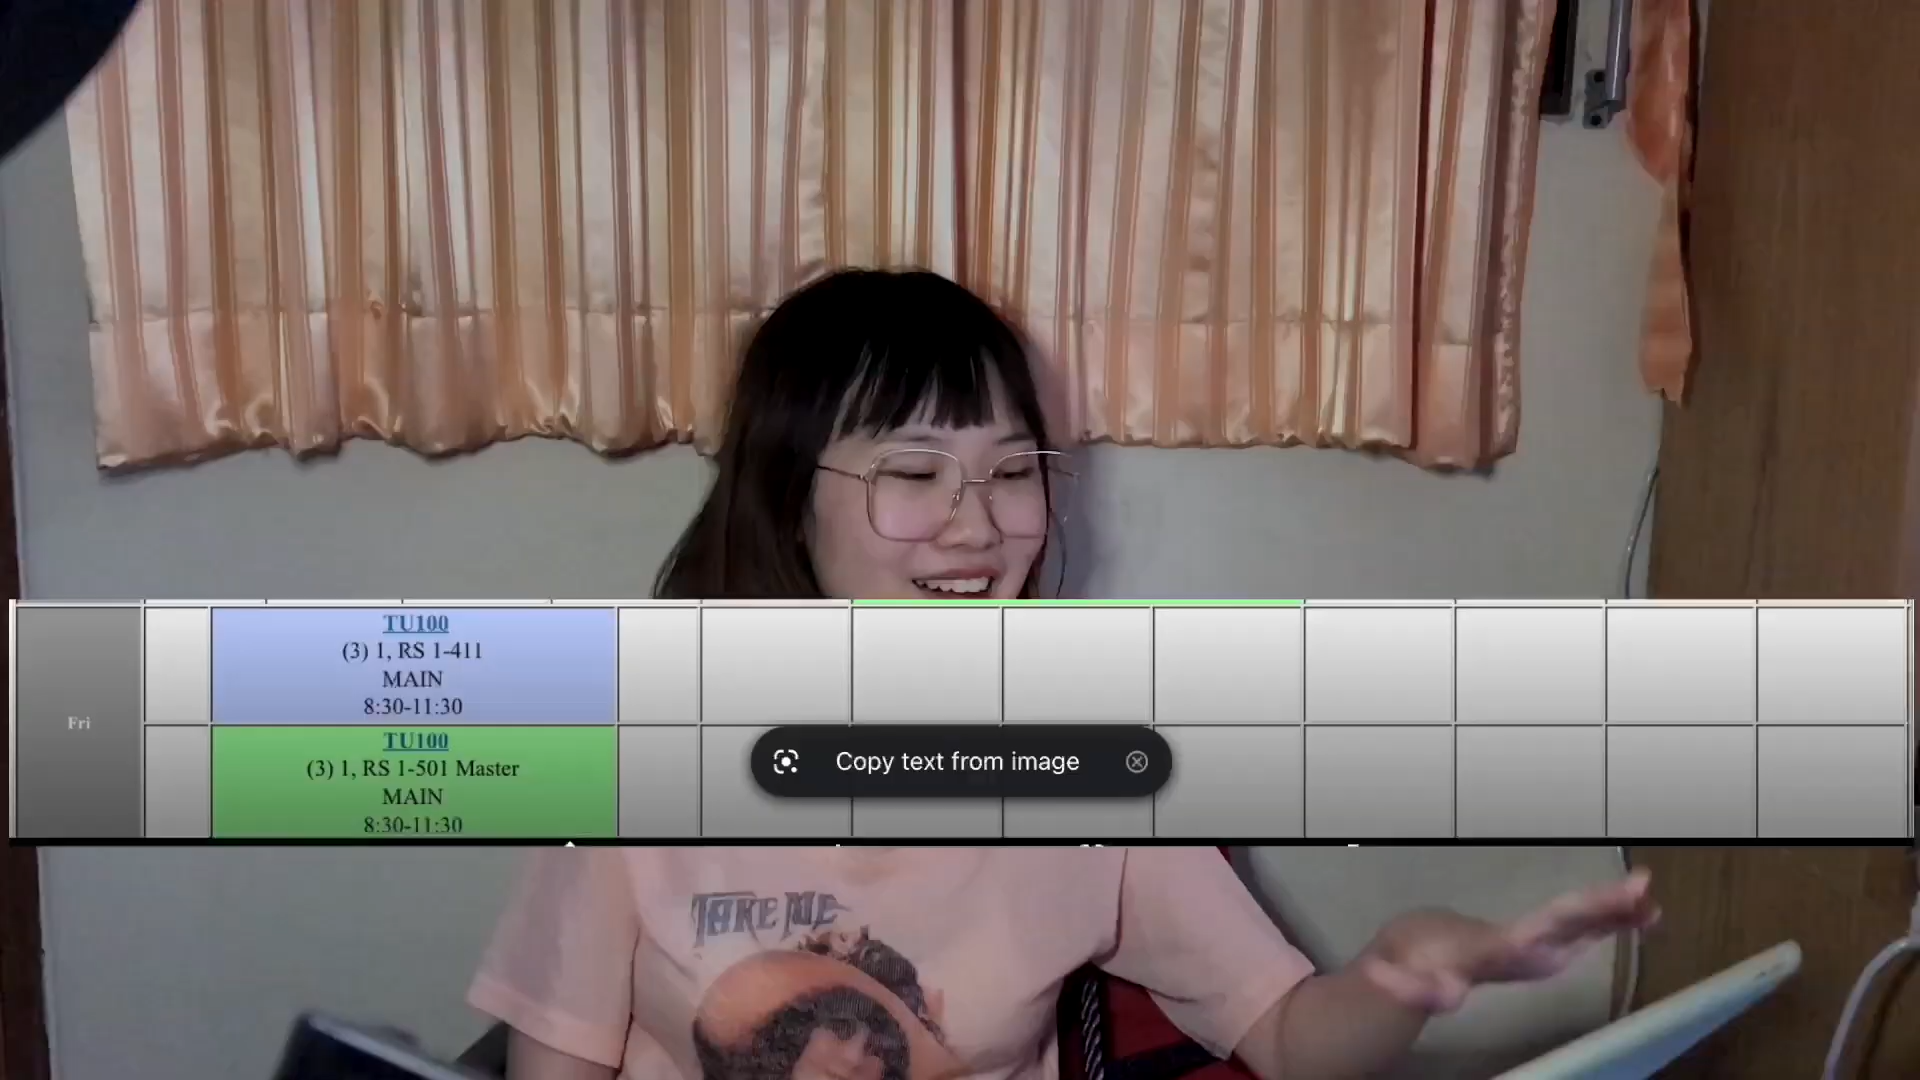 Fri
TU100
(3) 1, RS 1-411
MAIN
8:30-11:30
TU100
(3) 1, RS 1-501 Master
MAIN
8:30-11:30
Copy text from image
TAKE ME